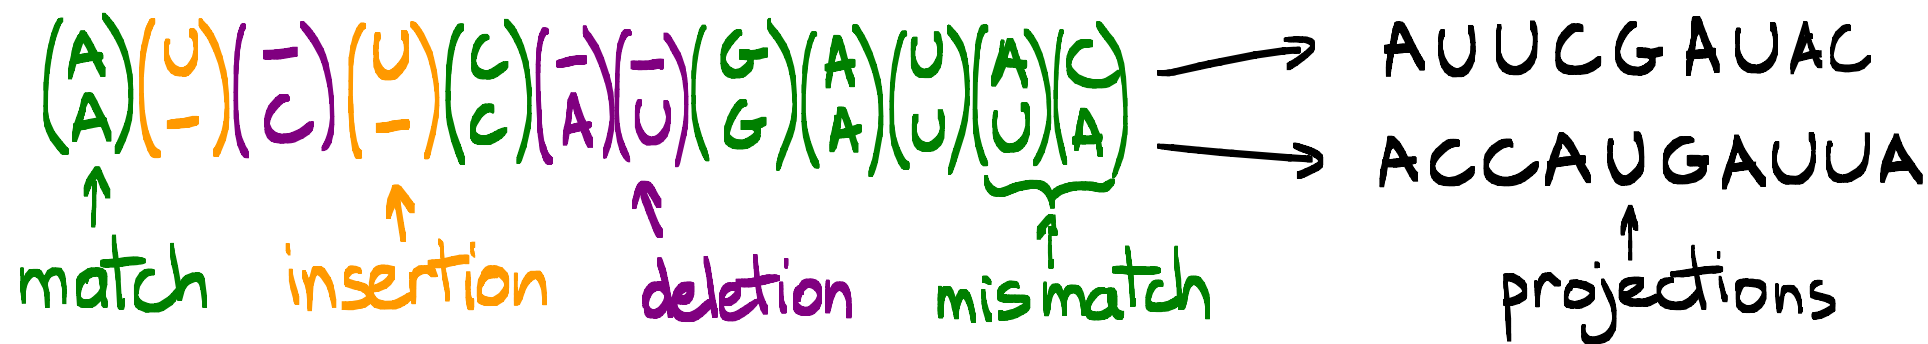 A U - U C - - G A U A C AUUCGAUAC
A - C - C A U G A U U A ACCAUGAUUA
match insertion deletion mismatch projections